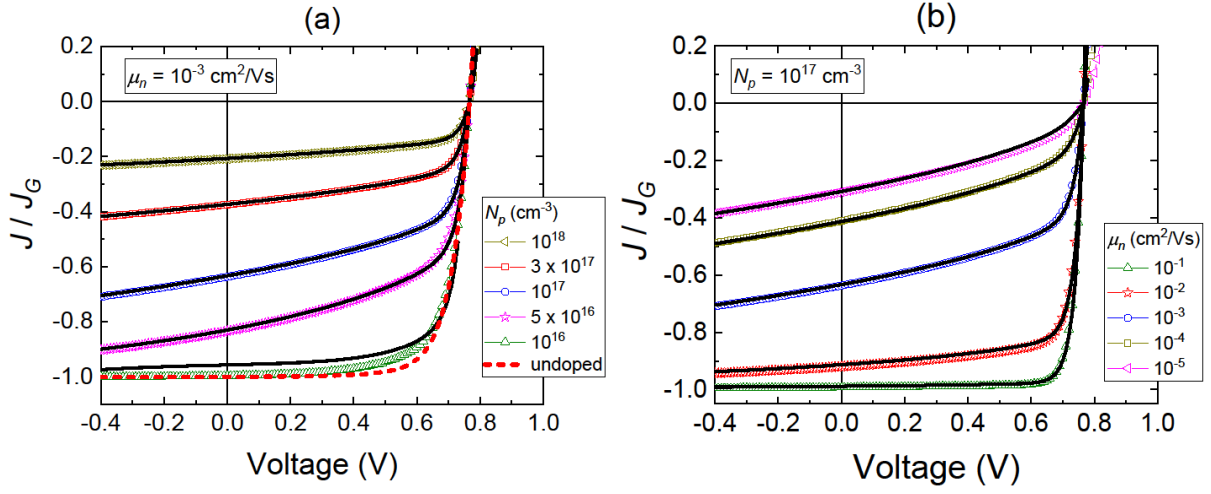 (a)
0.2
0.0
-0.2
-0.4
-0.6
-0.8
-1.0
J / J_G
μ_n = 10^-3 cm^2/Vs
N_p (cm^-3)
10^18
3 x 10^17
10^17
5 x 10^16
10^16
undoped
-0.4 -0.2 0.0 0.2 0.4 0.6 0.8 1.0
Voltage (V)
(b)
0.2
0.0
-0.2
-0.4
-0.6
-0.8
-1.0
J / J_G
N_p = 10^17 cm^-3
μ_n (cm^2/Vs)
10^-1
10^-2
10^-3
10^-4
10^-5
-0.4 -0.2 0.0 0.2 0.4 0.6 0.8 1.0
Voltage (V)